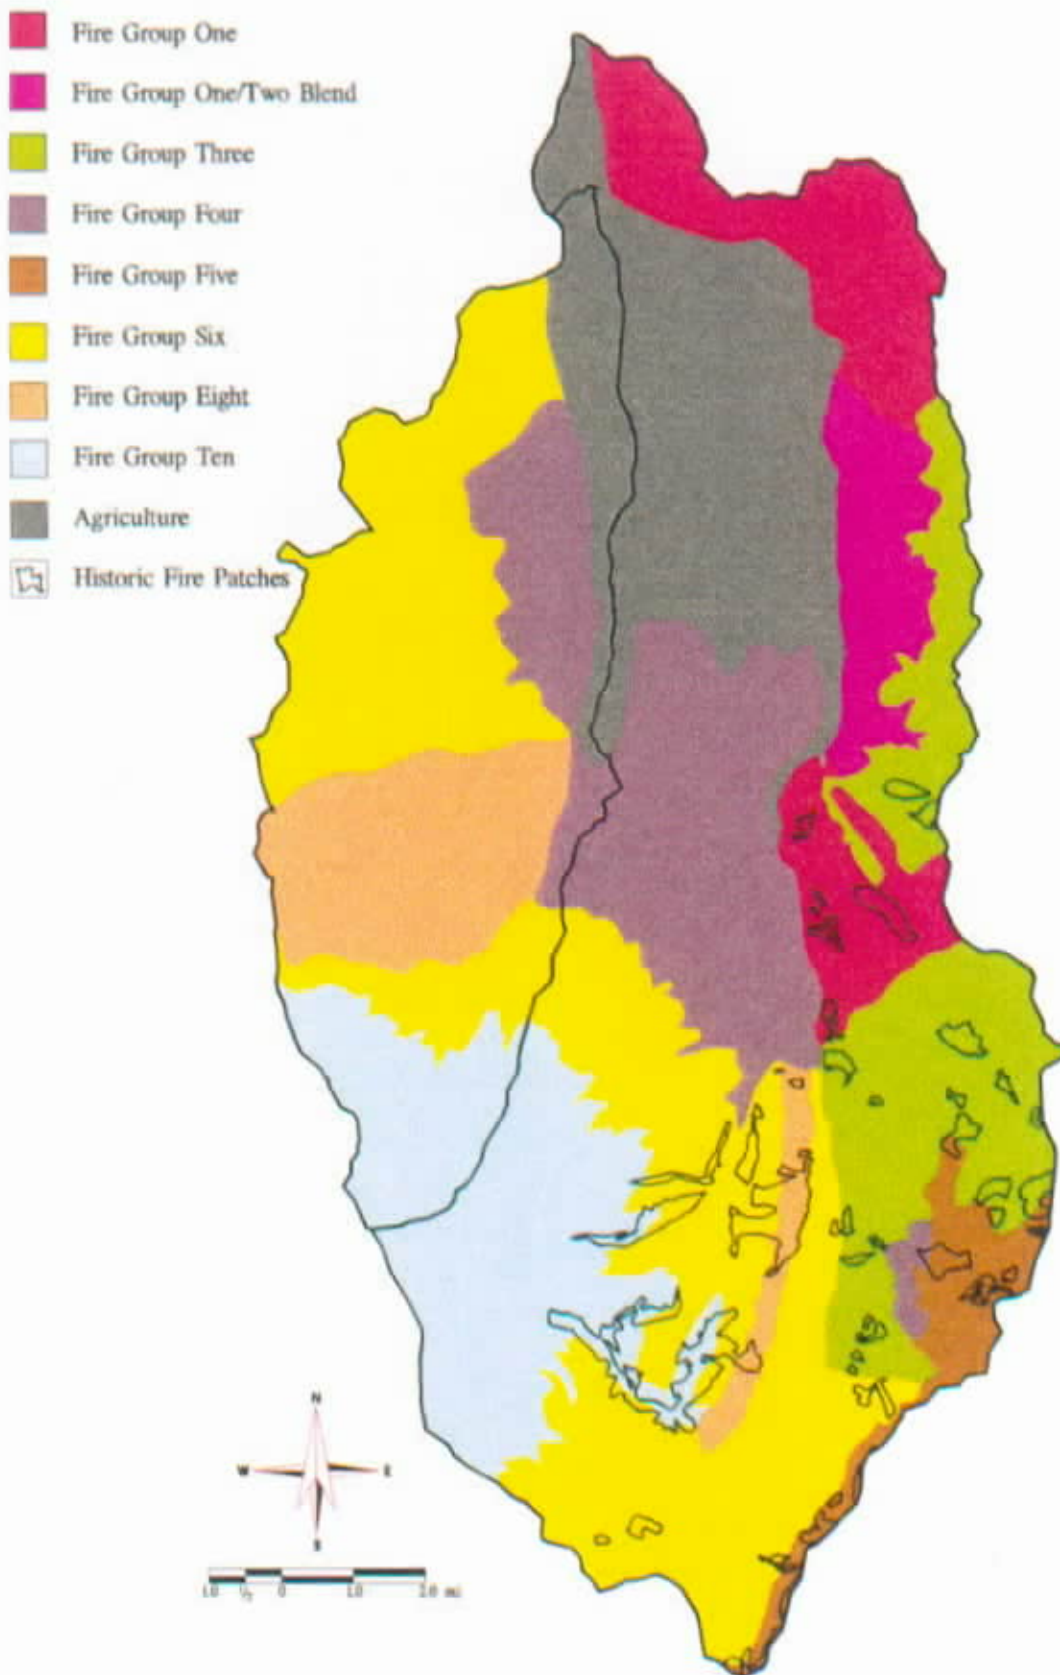 Fire Group One
Fire Group One/Two Blend
Fire Group Three
Fire Group Four
Fire Group Five
Fire Group Six
Fire Group Eight
Fire Group Ten
Agriculture
Historic Fire Patches
N
W E
S
1.0 ½ 0 1.0 2.0 mi